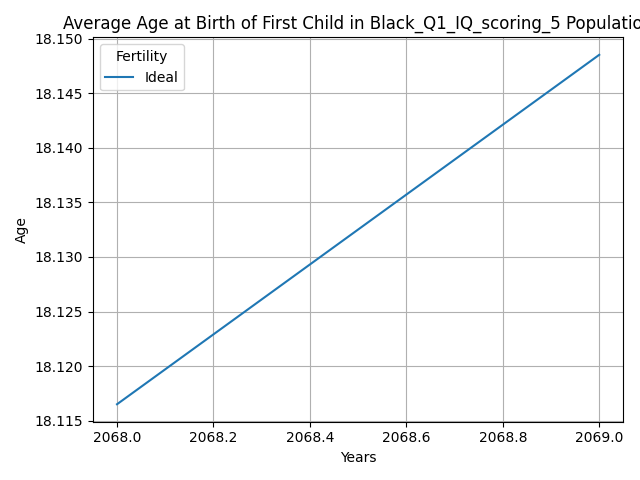 Average Age at Birth of First Child in Black_Q1_IQ_scoring_5 Populatio
18.150
18.145
18.140
18.135
18.130
18.125
18.120
18.115
Age
Fertility
Ideal
2068.0 2068.2 2068.4 2068.6 2068.8 2069.0
Years